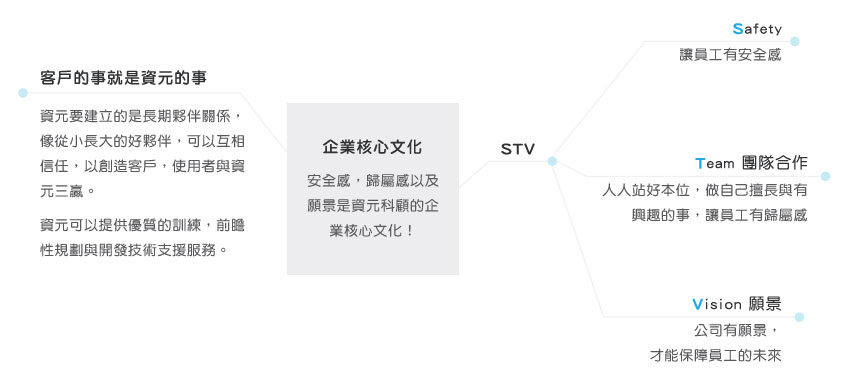 客戶的事就是資元的事
資元要建立的是長期夥伴關係，
像從小長大的好夥伴，可以互相
信任，以創造客戶，使用者與資
元三贏。
資元可以提供優質的訓練，前瞻
性規劃與開發技術支援服務。
企業核心文化
安全感，歸屬感以及
願景是資元科顧的企
業核心文化！
STV
Safety
讓員工有安全感
Team 團隊合作
人人站好本位，做自己擅長與有
興趣的事，讓員工有歸屬感
Vision 願景
公司有願景，
才能保障員工的未來